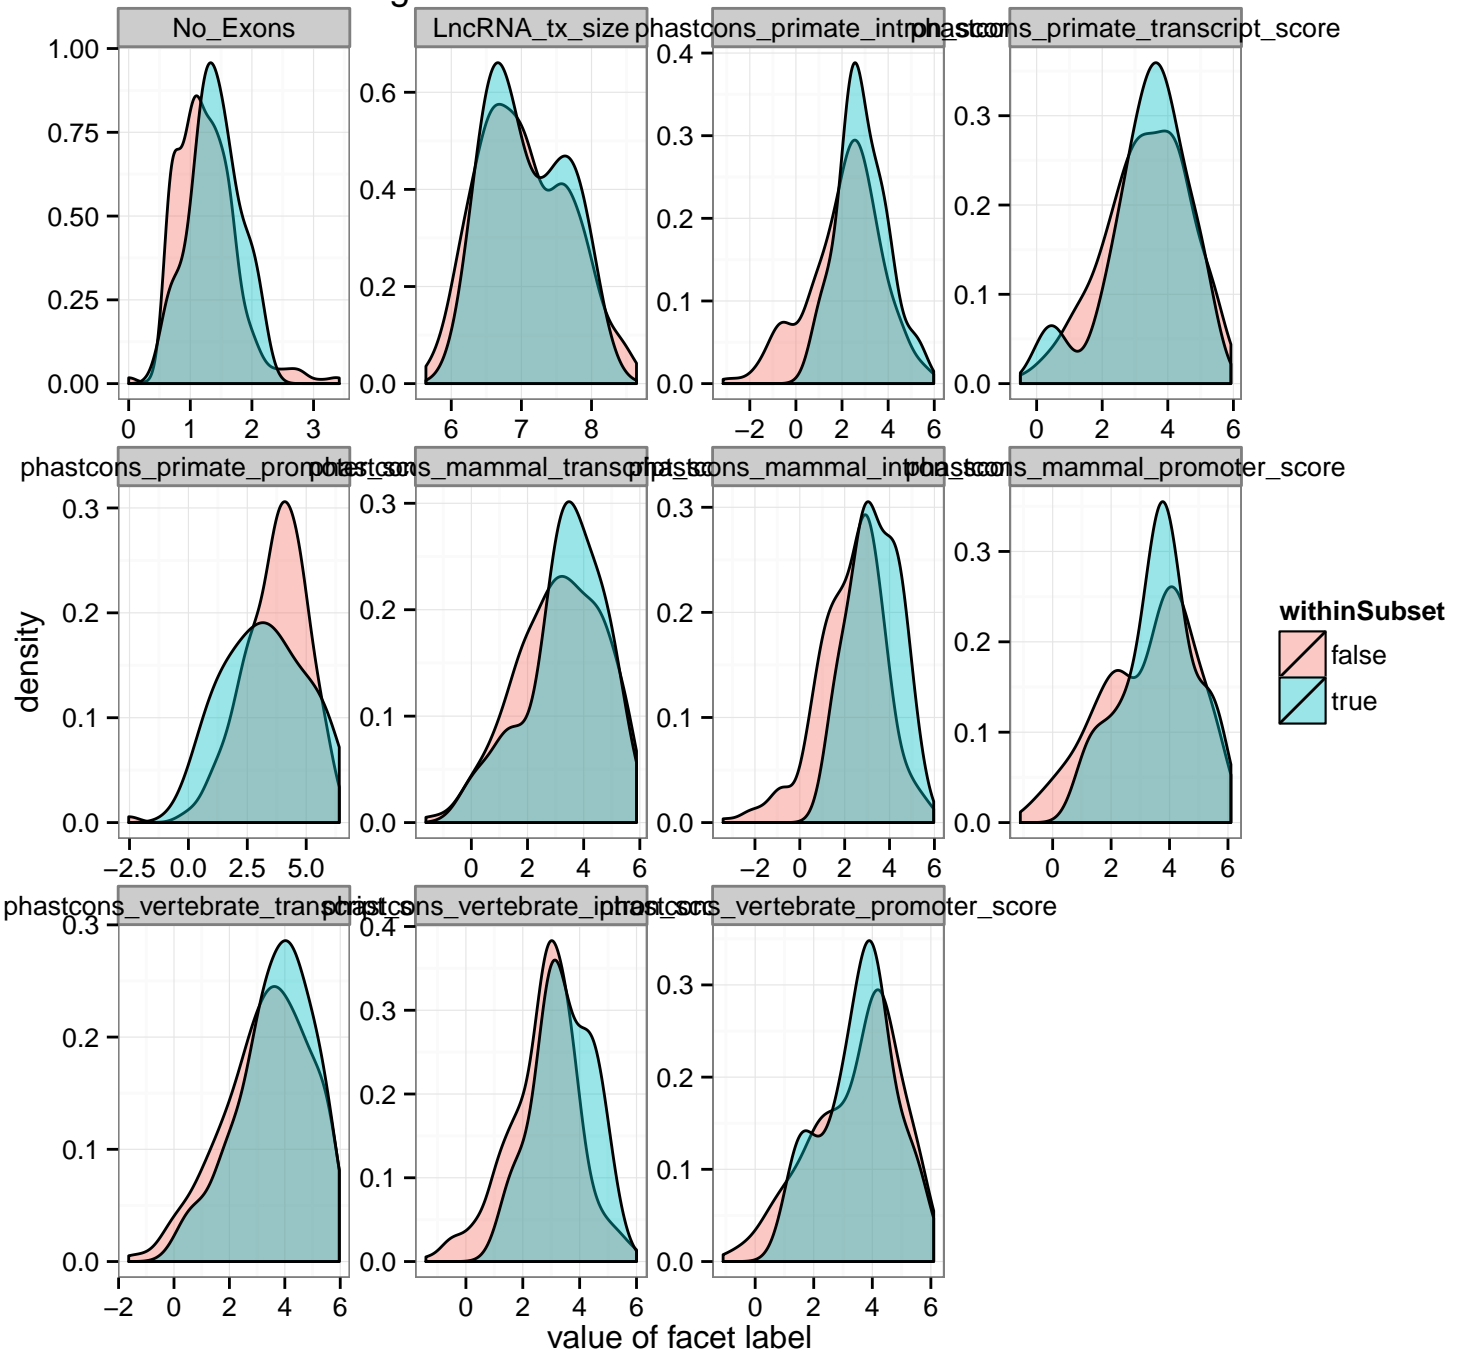 g
No_Exons LncRNA_tx_size phastcons_primate_intron_score phastcons_primate_transcript_score
1.00 0.75 0.50 0.25 0.00
0.6 0.4 0.2 0.0
0.4 0.3 0.2 0.1 0.0
0.3 0.2 0.1 0.0
0 1 2 3
6 7 8
−2 0 2 4 6
0 2 4 6
phastcons_primate_promoter_score phastcons_mammal_transcript_score phastcons_mammal_intron_score phastcons_mammal_promoter_score
0.3 0.2 0.1 0.0
0.3 0.2 0.1 0.0
0.3 0.2 0.1 0.0
0.3 0.2 0.1 0.0
−2.5 0.0 2.5 5.0
0 2 4 6
−2 0 2 4 6
0 2 4 6
phastcons_vertebrate_transcript_score phastcons_vertebrate_intron_score phastcons_vertebrate_promoter_score
0.3 0.2 0.1 0.0
0.4 0.3 0.2 0.1 0.0
0.3 0.2 0.1 0.0
−2 0 2 4 6
0 2 4 6
0 2 4 6
value of facet label
density
withinSubset
false
true